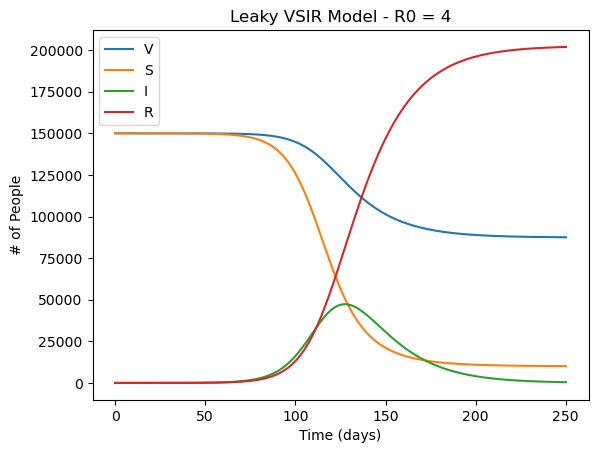 Leaky VSIR Model - R0 = 4
V
S
I
R
200000
175000
150000
125000
100000
75000
50000
25000
0
# of People
0 50 100 150 200 250
Time (days)